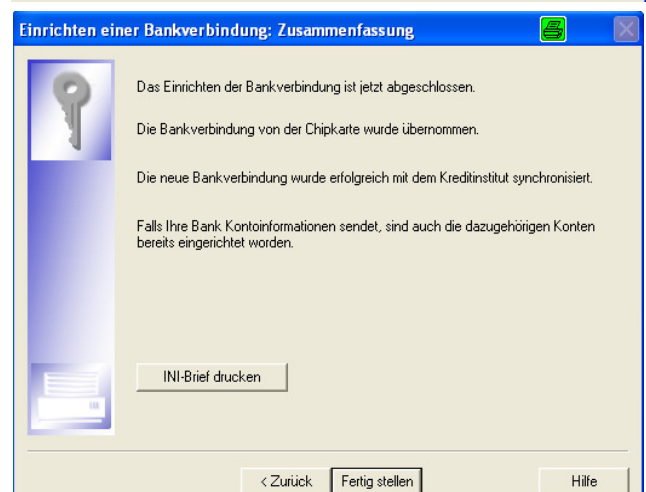 Einrichten einer Bankverbindung: Zusammenfassung
Das Einrichten der Bankverbindung ist jetzt abgeschlossen.
Die Bankverbindung von der Chipkarte wurde übernommen.
Die neue Bankverbindung wurde erfolgreich mit dem Kreditinstitut synchronisiert.
Falls Ihre Bank Kontoinformationen sendet, sind auch die dazugehörigen Konten
bereits eingerichtet worden.
INI-Brief drucken
< Zurück Fertig stellen Hilfe